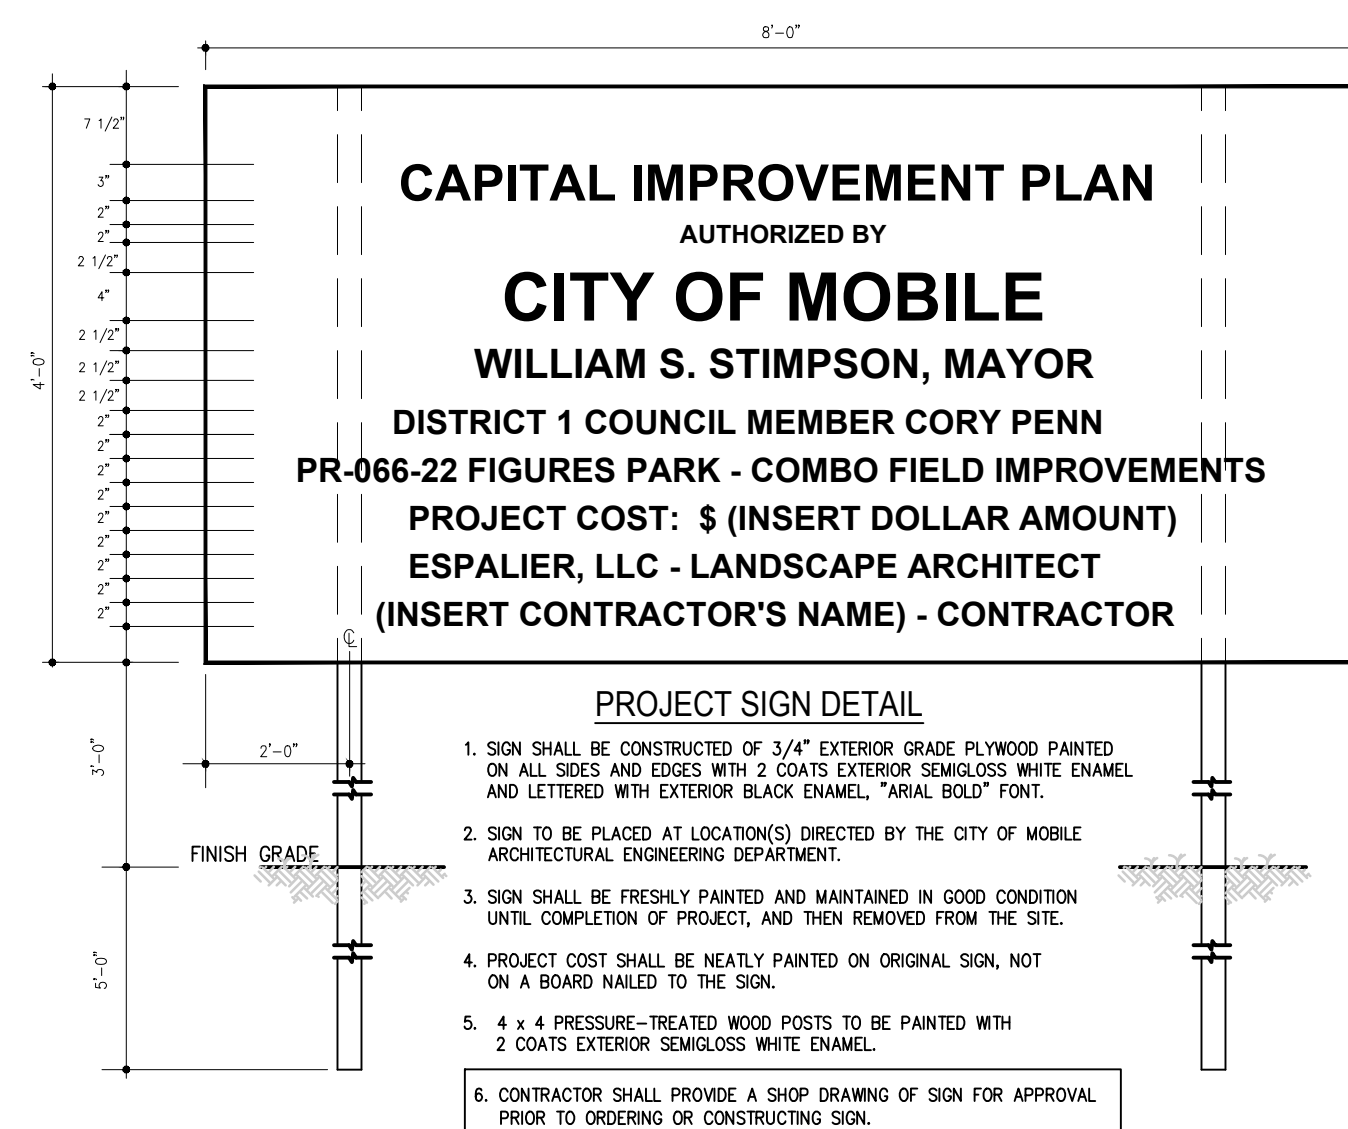 8'-0"
7 1/2"
3"
2"
2"
2 1/2"
4"
2 1/2"
2 1/2"
2 1/2"
2"
2"
2"
2"
2"
2"
2"
2"
2"
4'-0"
CAPITAL IMPROVEMENT PLAN
AUTHORIZED BY
CITY OF MOBILE
WILLIAM S. STIMPSON, MAYOR
DISTRICT 1 COUNCIL MEMBER CORY PENN
PR-066-22 FIGURES PARK - COMBO FIELD IMPROVEMENTS
PROJECT COST: $ (INSERT DOLLAR AMOUNT)
ESPALIER, LLC - LANDSCAPE ARCHITECT
(INSERT CONTRACTOR'S NAME) - CONTRACTOR
℄
PROJECT SIGN DETAIL
3'-0"
2'-0"
FINISH GRADE
5'-0"
1. SIGN SHALL BE CONSTRUCTED OF 3/4" EXTERIOR GRADE PLYWOOD PAINTED
ON ALL SIDES AND EDGES WITH 2 COATS EXTERIOR SEMIGLOSS WHITE ENAMEL
AND LETTERED WITH EXTERIOR BLACK ENAMEL, "ARIAL BOLD" FONT.
2. SIGN TO BE PLACED AT LOCATION(S) DIRECTED BY THE CITY OF MOBILE
ARCHITECTURAL ENGINEERING DEPARTMENT.
3. SIGN SHALL BE FRESHLY PAINTED AND MAINTAINED IN GOOD CONDITION
UNTIL COMPLETION OF PROJECT, AND THEN REMOVED FROM THE SITE.
4. PROJECT COST SHALL BE NEATLY PAINTED ON ORIGINAL SIGN, NOT
ON A BOARD NAILED TO THE SIGN.
5. 4 x 4 PRESSURE-TREATED WOOD POSTS TO BE PAINTED WITH
2 COATS EXTERIOR SEMIGLOSS WHITE ENAMEL.
6. CONTRACTOR SHALL PROVIDE A SHOP DRAWING OF SIGN FOR APPROVAL
PRIOR TO ORDERING OR CONSTRUCTING SIGN.